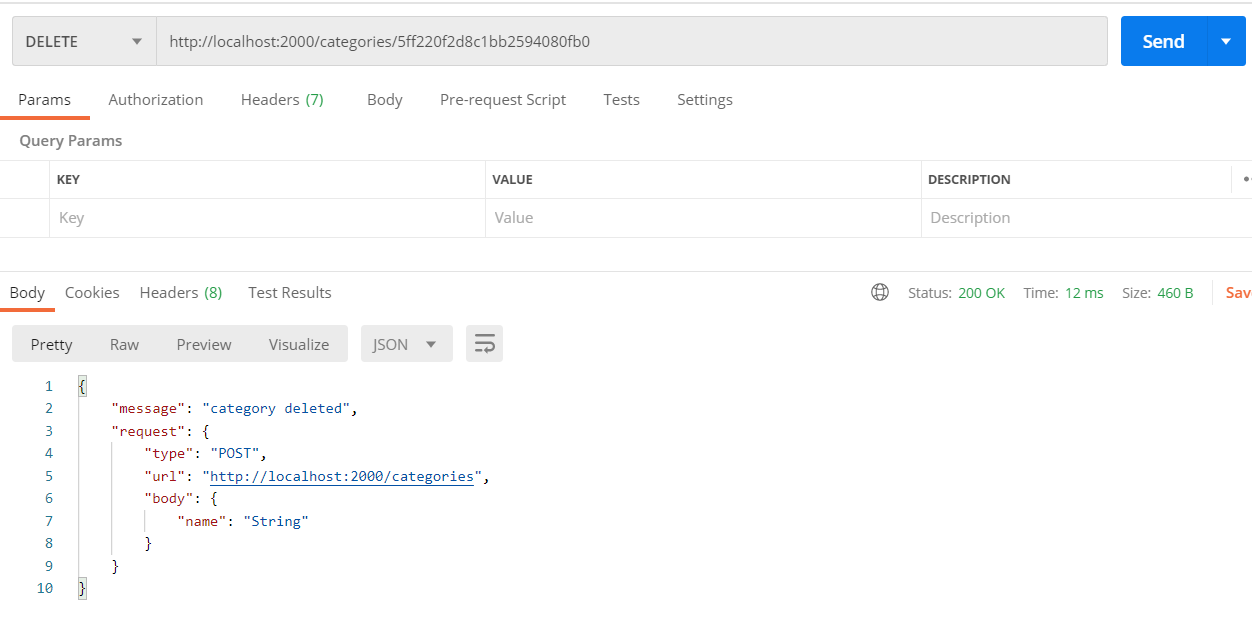 DELETE http://localhost:2000/categories/5ff220f2d8c1bb2594080fb0 Send
Params Authorization Headers (7) Body Pre-request Script Tests Settings
Query Params
KEY VALUE DESCRIPTION
Key Value Description
Body Cookies Headers (8) Test Results Status: 200 OK Time: 12 ms Size: 460 B Sav
Pretty Raw Preview Visualize JSON
1 {
2 "message": "category deleted",
3 "request": {
4 "type": "POST",
5 "url": "http://localhost:2000/categories",
6 "body": {
7 "name": "String"
8 }
9 }
10 }